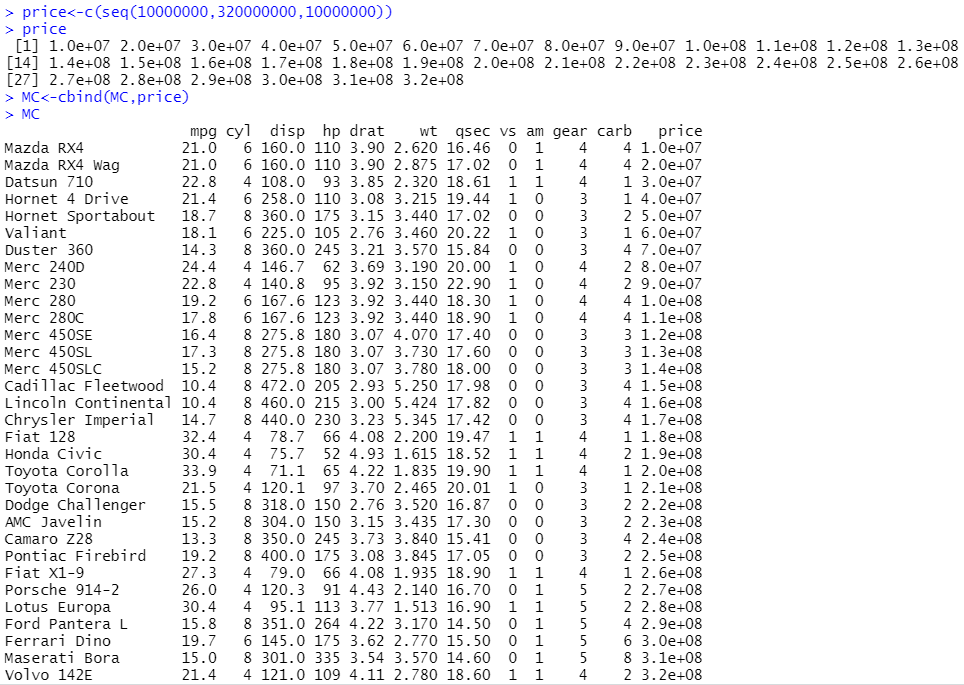 > price<-c(seq(10000000,320000000,10000000))
> price
 [1] 1.0e+07 2.0e+07 3.0e+07 4.0e+07 5.0e+07 6.0e+07 7.0e+07 8.0e+07 9.0e+07 1.0e+08 1.1e+08 1.2e+08 1.3e+08
[14] 1.4e+08 1.5e+08 1.6e+08 1.7e+08 1.8e+08 1.9e+08 2.0e+08 2.1e+08 2.2e+08 2.3e+08 2.4e+08 2.5e+08 2.6e+08
[27] 2.7e+08 2.8e+08 2.9e+08 3.0e+08 3.1e+08 3.2e+08
> MC<-cbind(MC,price)
> MC
                     mpg cyl  disp  hp drat    wt  qsec vs am gear carb   price
Mazda RX4           21.0   6 160.0 110 3.90 2.620 16.46  0  1    4    4 1.0e+07
Mazda RX4 Wag       21.0   6 160.0 110 3.90 2.875 17.02  0  1    4    4 2.0e+07
Datsun 710          22.8   4 108.0  93 3.85 2.320 18.61  1  1    4    1 3.0e+07
Hornet 4 Drive      21.4   6 258.0 110 3.08 3.215 19.44  1  0    3    1 4.0e+07
Hornet Sportabout   18.7   8 360.0 175 3.15 3.440 17.02  0  0    3    2 5.0e+07
Valiant             18.1   6 225.0 105 2.76 3.460 20.22  1  0    3    1 6.0e+07
Duster 360          14.3   8 360.0 245 3.21 3.570 15.84  0  0    3    4 7.0e+07
Merc 240D           24.4   4 146.7  62 3.69 3.190 20.00  1  0    4    2 8.0e+07
Merc 230            22.8   4 140.8  95 3.92 3.150 22.90  1  0    4    2 9.0e+07
Merc 280            19.2   6 167.6 123 3.92 3.440 18.30  1  0    4    4 1.0e+08
Merc 280C           17.8   6 167.6 123 3.92 3.440 18.90  1  0    4    4 1.1e+08
Merc 450SE          16.4   8 275.8 180 3.07 4.070 17.40  0  0    3    3 1.2e+08
Merc 450SL          17.3   8 275.8 180 3.07 3.730 17.60  0  0    3    3 1.3e+08
Merc 450SLC         15.2   8 275.8 180 3.07 3.780 18.00  0  0    3    3 1.4e+08
Cadillac Fleetwood  10.4   8 472.0 205 2.93 5.250 17.98  0  0    3    4 1.5e+08
Lincoln Continental 10.4   8 460.0 215 3.00 5.424 17.82  0  0    3    4 1.6e+08
Chrysler Imperial   14.7   8 440.0 230 3.23 5.345 17.42  0  0    3    4 1.7e+08
Fiat 128            32.4   4  78.7  66 4.08 2.200 19.47  1  1    4    1 1.8e+08
Honda Civic         30.4   4  75.7  52 4.93 1.615 18.52  1  1    4    2 1.9e+08
Toyota Corolla      33.9   4  71.1  65 4.22 1.835 19.90  1  1    4    1 2.0e+08
Toyota Corona       21.5   4 120.1  97 3.70 2.465 20.01  1  0    3    1 2.1e+08
Dodge Challenger    15.5   8 318.0 150 2.76 3.520 16.87  0  0    3    2 2.2e+08
AMC Javelin         15.2   8 304.0 150 3.15 3.435 17.30  0  0    3    2 2.3e+08
Camaro Z28          13.3   8 350.0 245 3.73 3.840 15.41  0  0    3    4 2.4e+08
Pontiac Firebird    19.2   8 400.0 175 3.08 3.845 17.05  0  0    3    2 2.5e+08
Fiat X1-9           27.3   4  79.0  66 4.08 1.935 18.90  1  1    4    1 2.6e+08
Porsche 914-2       26.0   4 120.3  91 4.43 2.140 16.70  0  1    5    2 2.7e+08
Lotus Europa        30.4   4  95.1 113 3.77 1.513 16.90  1  1    5    2 2.8e+08
Ford Pantera L      15.8   8 351.0 264 4.22 3.170 14.50  0  1    5    4 2.9e+08
Ferrari Dino        19.7   6 145.0 175 3.62 2.770 15.50  0  1    5    6 3.0e+08
Maserati Bora       15.0   8 301.0 335 3.54 3.570 14.60  0  1    5    8 3.1e+08
Volvo 142E          21.4   4 121.0 109 4.11 2.780 18.60  1  1    4    2 3.2e+08